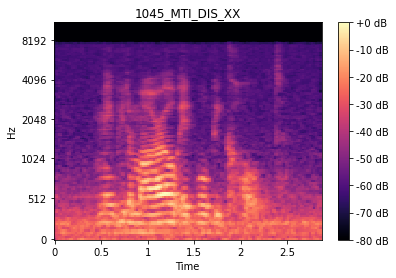 1045_MTI_DIS_XX
+0 dB
8192
-10 dB
4096
-20 dB
-30 dB
2048
Hz
-40 dB
1024
-50 dB
512
-60 dB
-70 dB
0
-80 dB
0 0.5 1 1.5 2 2.5
Time